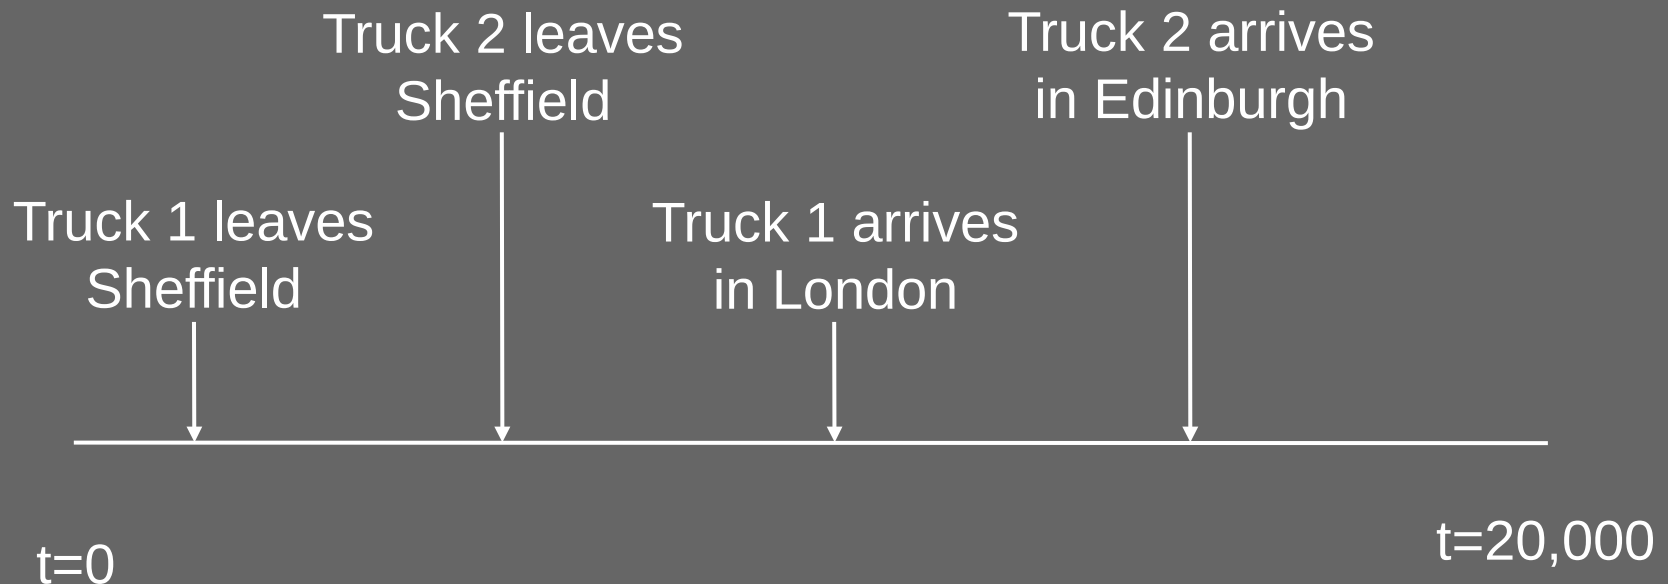 Truck 2 leaves
Sheffield
Truck 2 arrives
in Edinburgh
Truck 1 leaves
Sheffield
Truck 1 arrives
in London
t=0
t=20,000